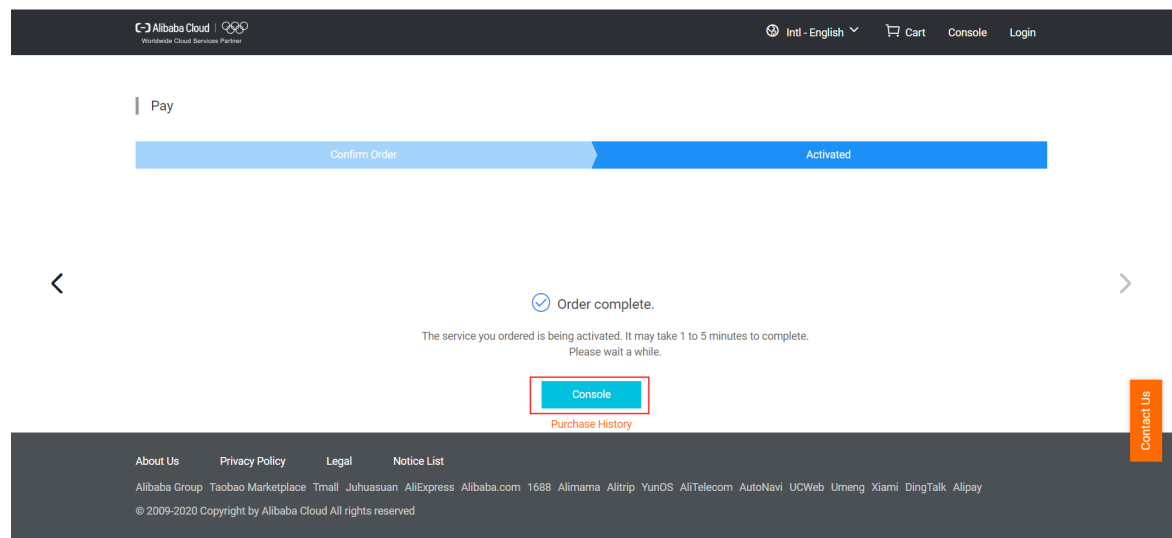 Alibaba Cloud
Worldwide Cloud Services Partner
Intl - English
Cart
Console
Login
Pay
Confirm Order
Activated
Order complete.
The service you ordered is being activated. It may take 1 to 5 minutes to complete.
Please wait a while.
Console
Purchase History
Contact Us
About Us Privacy Policy Legal Notice List
Alibaba Group Taobao Marketplace Tmall Juhuasuan AliExpress Alibaba.com 1688 Alimama Alitrip YunOS AliTelecom AutoNavi UCWeb Umeng Xiami DingTalk Alipay
© 2009-2020 Copyright by Alibaba Cloud All rights reserved